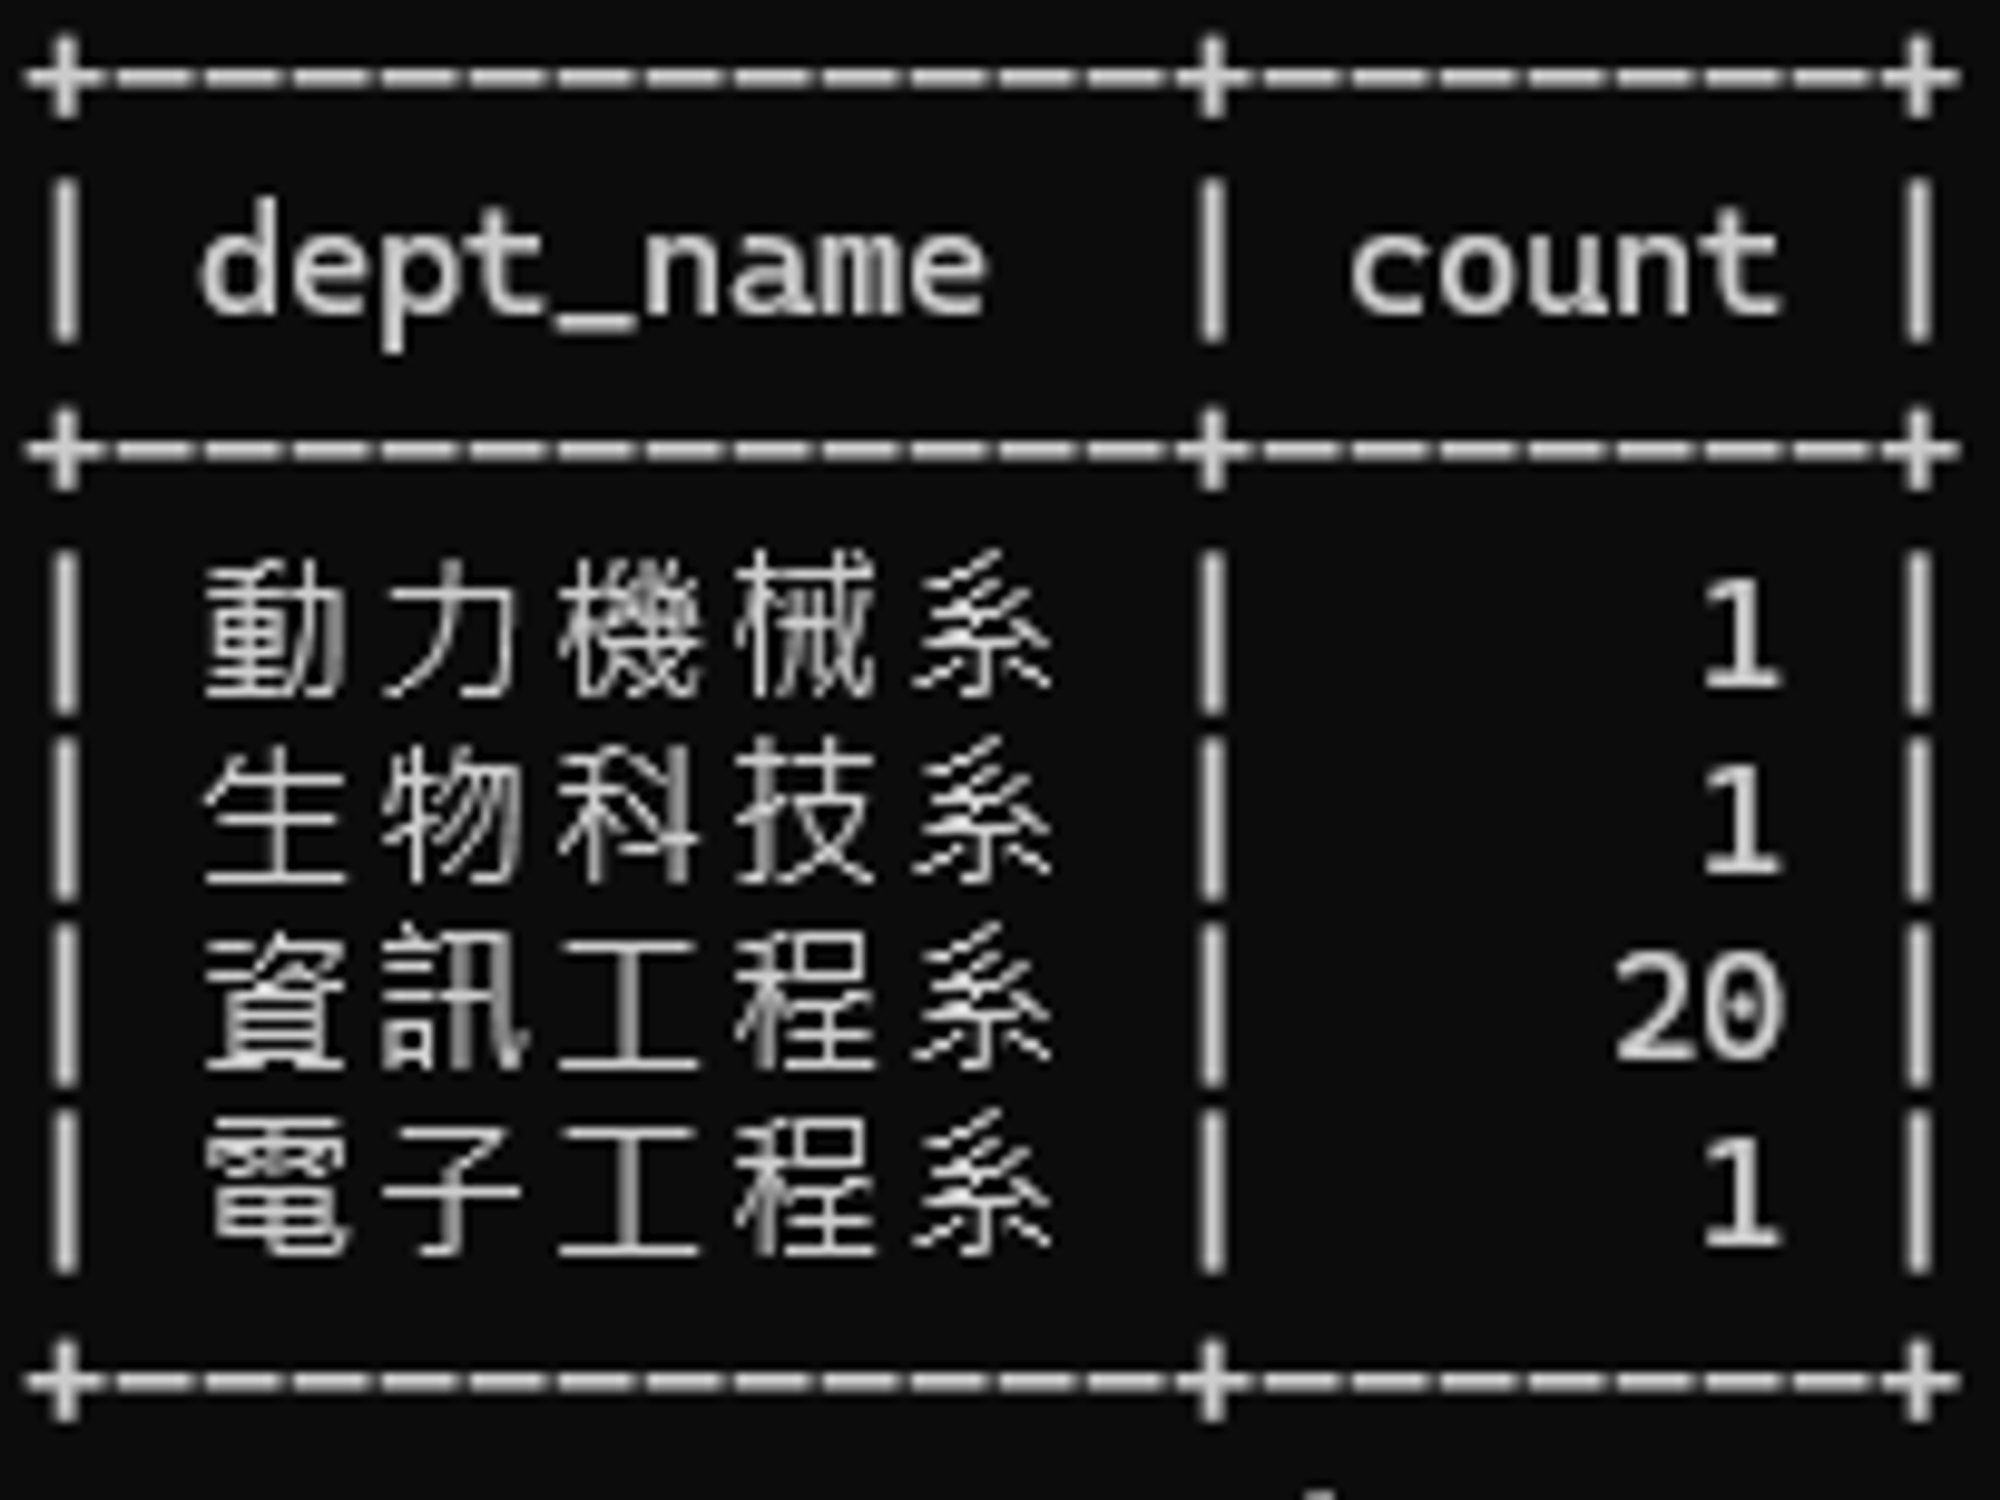 +------------+-------+
| dept_name  | count |
+------------+-------+
| 動力機械系 |     1 |
| 生物科技系 |     1 |
| 資訊工程系 |    20 |
| 電子工程系 |     1 |
+------------+-------+